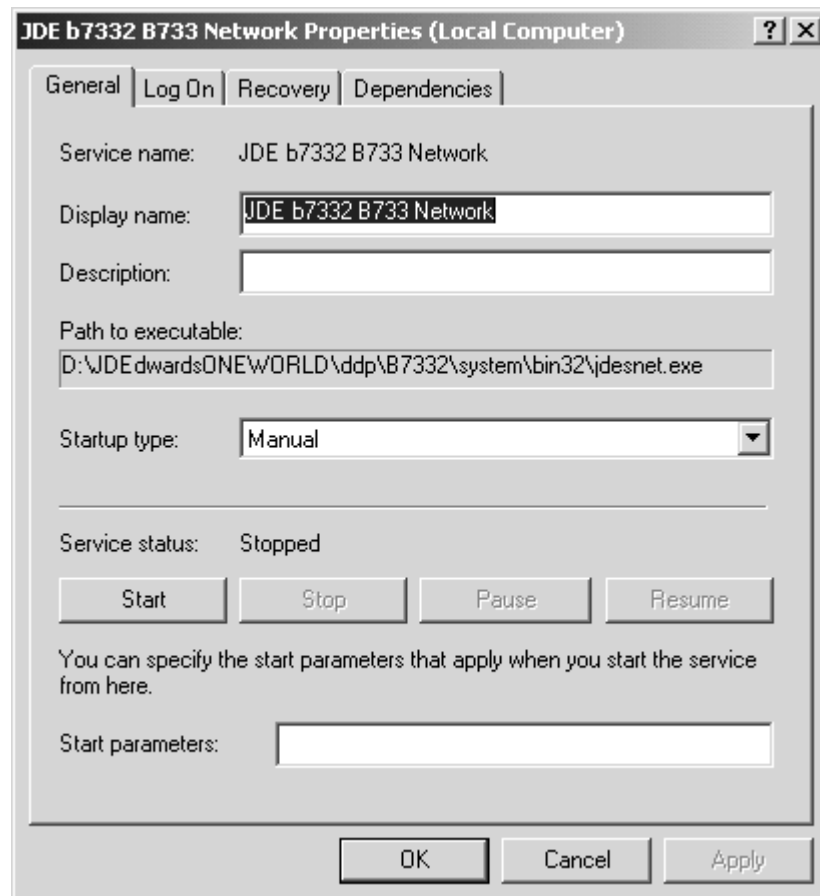 JDE b7332 B733 Network Properties (Local Computer)
General Log On Recovery Dependencies
Service name: JDE b7332 B733 Network
Display name: JDE b7332 B733 Network
Description:
Path to executable:
D:\JDEdwardsONEWORLD\ddp\B7332\system\bin32\jdesnet.exe
Startup type: Manual
Service status: Stopped
Start Stop Pause Resume
You can specify the start parameters that apply when you start the service
from here.
Start parameters:
OK Cancel Apply